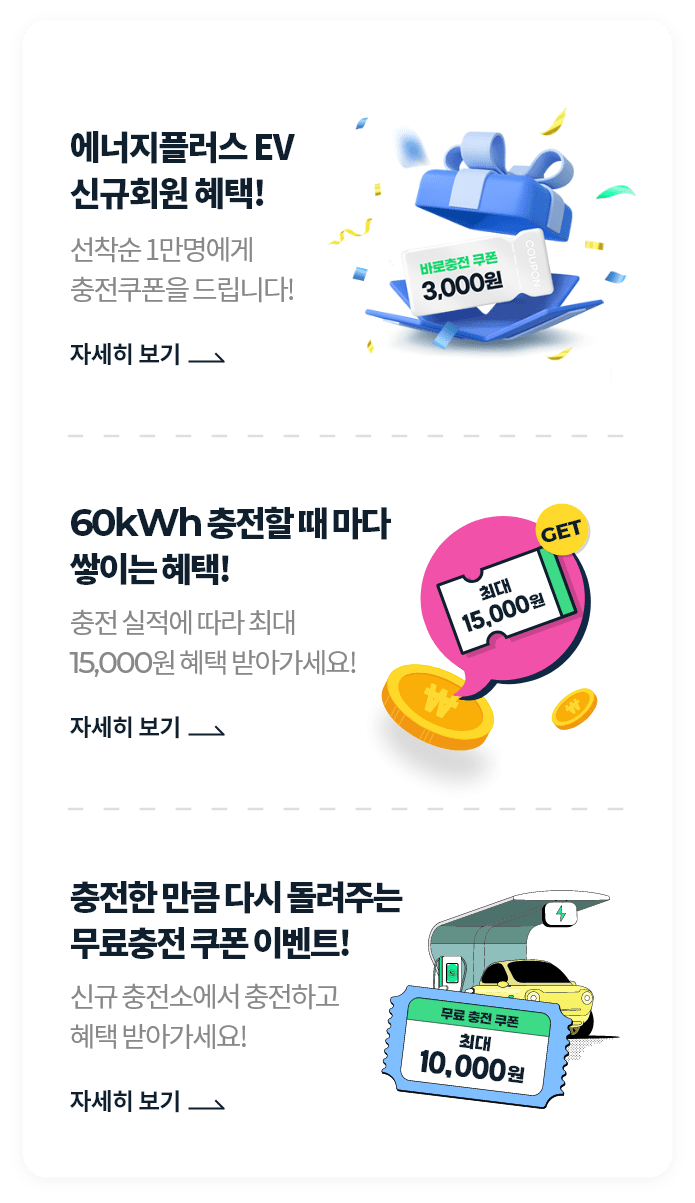 에너지플러스 EV
신규회원 혜택!
선착순 1만명에게
충전쿠폰을 드립니다!
자세히 보기
바로충전 쿠폰
3,000원
COUPON
60kWh 충전할 때 마다
쌓이는 혜택!
충전 실적에 따라 최대
15,000원 혜택 받아가세요!
자세히 보기
GET
최대
15,000원
₩
충전한 만큼 다시 돌려주는
무료충전 쿠폰 이벤트!
신규 충전소에서 충전하고
혜택 받아가세요!
자세히 보기
무료 충전 쿠폰
최대
10,000원